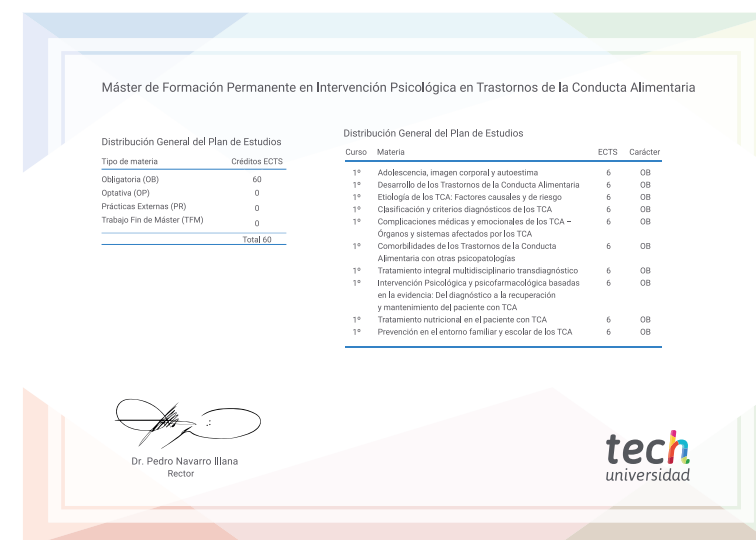 Máster de Formación Permanente en Intervención Psicológica en Trastornos de la Conducta Alimentaria
Distribución General del Plan de Estudios
Tipo de materia Créditos ECTS
Obligatoria (OB) 60
Optativa (OP) 0
Prácticas Externas (PR) 0
Trabajo Fin de Máster (TFM) 0
Total 60
Distribución General del Plan de Estudios
Curso Materia ECTS Carácter
1º Adolescencia, imagen corporal y autoestima 6 OB
1º Desarrollo de los Trastornos de la Conducta Alimentaria 6 OB
1º Etiología de los TCA: Factores causales y de riesgo 6 OB
1º Clasificación y criterios diagnósticos de los TCA 6 OB
1º Complicaciones médicas y emocionales de los TCA – 6 OB
Órganos y sistemas afectados por los TCA
1º Comorbilidades de los Trastornos de la Conducta 6 OB
Alimentaria con otras psicopatologías
1º Tratamiento integral multidisciplinario transdiagnóstico 6 OB
1º Intervención Psicológica y psicofarmacológica basadas 6 OB
en la evidencia: Del diagnóstico a la recuperación
y mantenimiento del paciente con TCA
1º Tratamiento nutricional en el paciente con TCA 6 OB
1º Prevención en el entorno familiar y escolar de los TCA 6 OB
Dr. Pedro Navarro Illana
Rector
tech
universidad